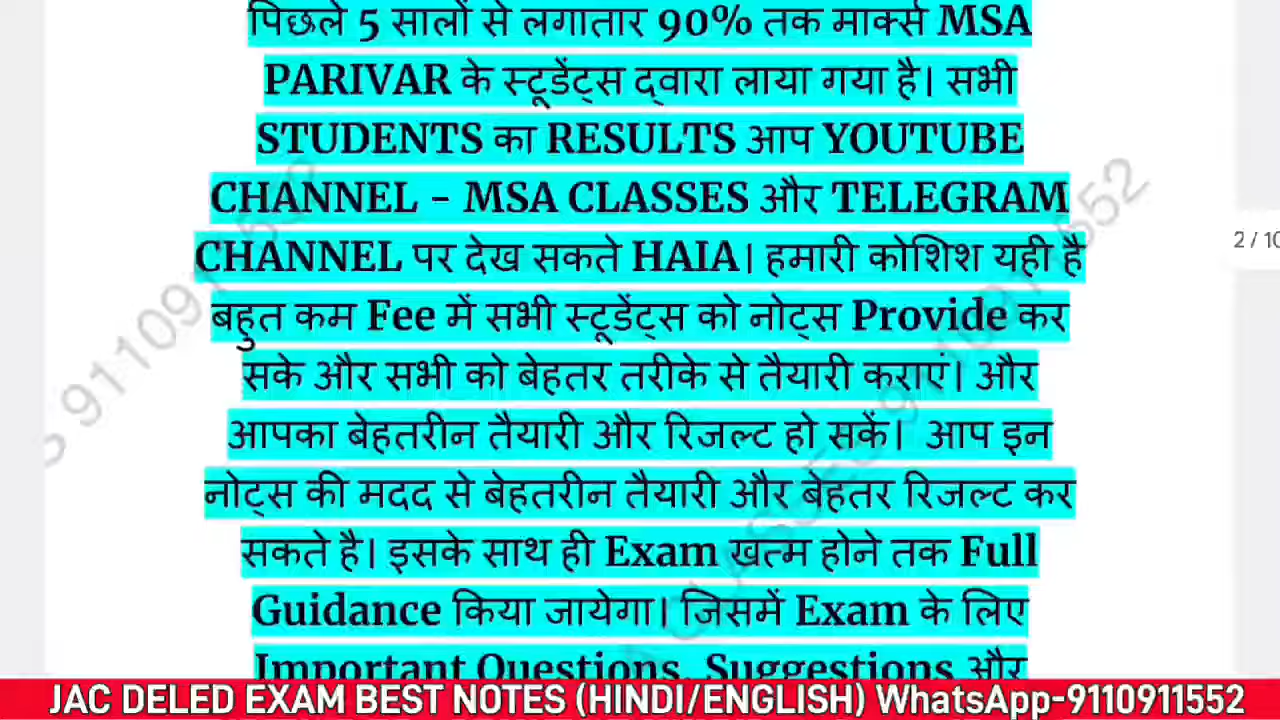 पिछले 5 सालों से लगातार 90% तक मार्क्स MSA
PARIVAR के स्टूडेंट्स द्वारा लाया गया है। सभी
STUDENTS का RESULTS आप YOUTUBE
CHANNEL - MSA CLASSES और TELEGRAM
CHANNEL पर देख सकते HAIA। हमारी कोशिश यही है
बहुत कम Fee में सभी स्टूडेंट्स को नोट्स Provide कर
सके और सभी को बेहतर तरीके से तैयारी कराएं। और
आपका बेहतरीन तैयारी और रिजल्ट हो सकें। आप इन
नोट्स की मदद से बेहतरीन तैयारी और बेहतर रिजल्ट कर
सकते है। इसके साथ ही Exam खत्म होने तक Full
Guidance किया जायेगा। जिसमें Exam के लिए
Important Questions, Suggestions और
2 / 10
JAC DELED EXAM BEST NOTES (HINDI/ENGLISH) WhatsApp-9110911552